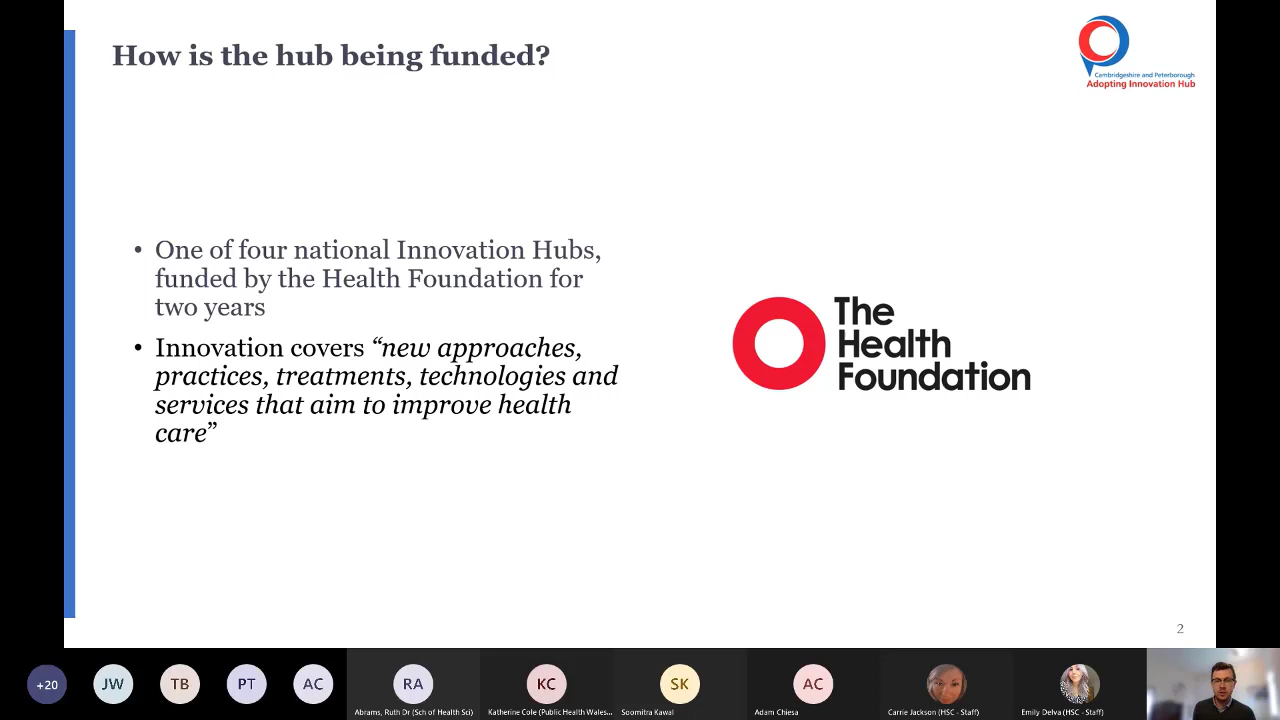 How is the hub being funded?
Cambridgeshire and Peterborough
Adopting Innovation Hub
• One of four national Innovation Hubs,
funded by the Health Foundation for
two years
• Innovation covers “new approaches,
practices, treatments, technologies and
services that aim to improve health
care”
The
Health
Foundation
2
+20
JW
TB
PT
AC
RA
Abrams, Ruth Dr (Sch of Health Sci)
KC
Katherine Cole (Public Health Wales...
SK
Soomitra Kawal
AC
Adam Chiesa
Carrie Jackson (HSC - Staff)
Emily Delva (HSC - Staff)